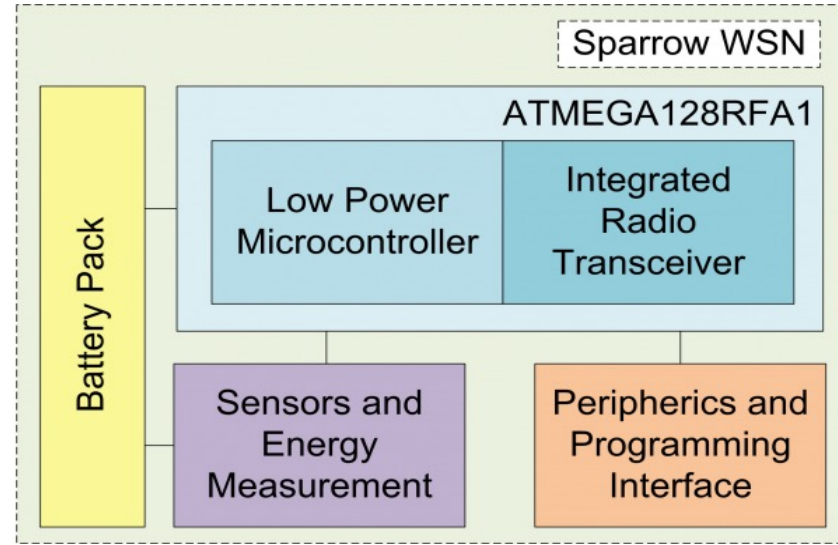 Sparrow WSN
ATMEGA128RFA1
Battery Pack
Low Power
Microcontroller
Integrated
Radio
Transceiver
Sensors and
Energy
Measurement
Peripherics and
Programming
Interface